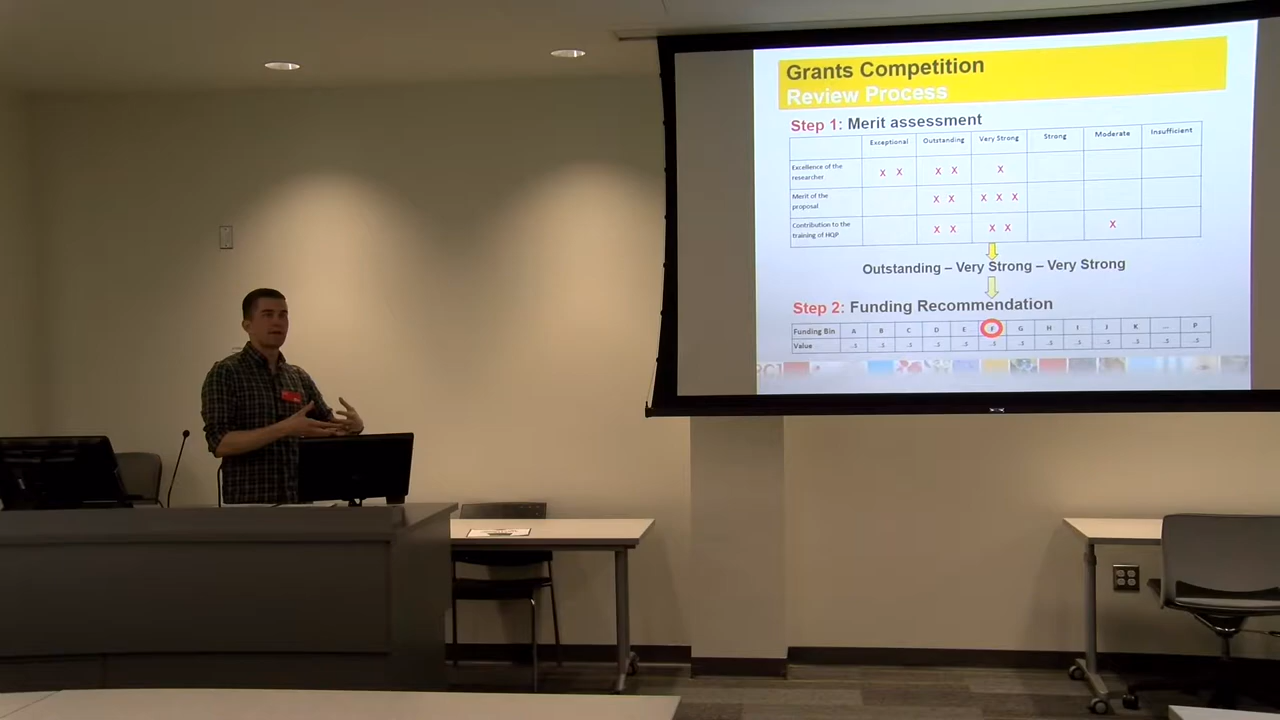 Grants Competition
Review Process
Step 1: Merit assessment
Exceptional Outstanding Very Strong Strong Moderate Insufficient
Excellence of the researcher X X X X X
Merit of the proposal X X X X X
Contribution to the training of HQP X X X X X
Outstanding – Very Strong – Very Strong
Step 2: Funding Recommendation
Funding Bin A B C D E F G H I J K ... P
Value .$ .$ .$ .$ .$ .$ .$ .$ .$ .$ .$ .$ .$